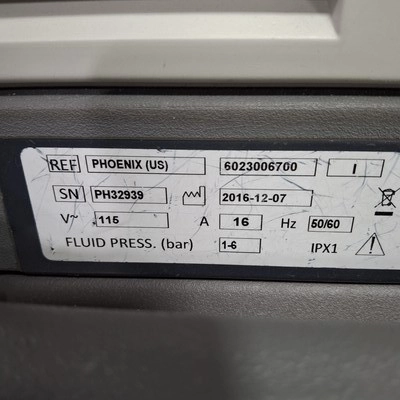 REF PHOENIX (US) 6023006700 I
SN PH32939 2016-12-07
V~ 115 A 16 Hz 50/60
FLUID PRESS. (bar) 1-6 IPX1